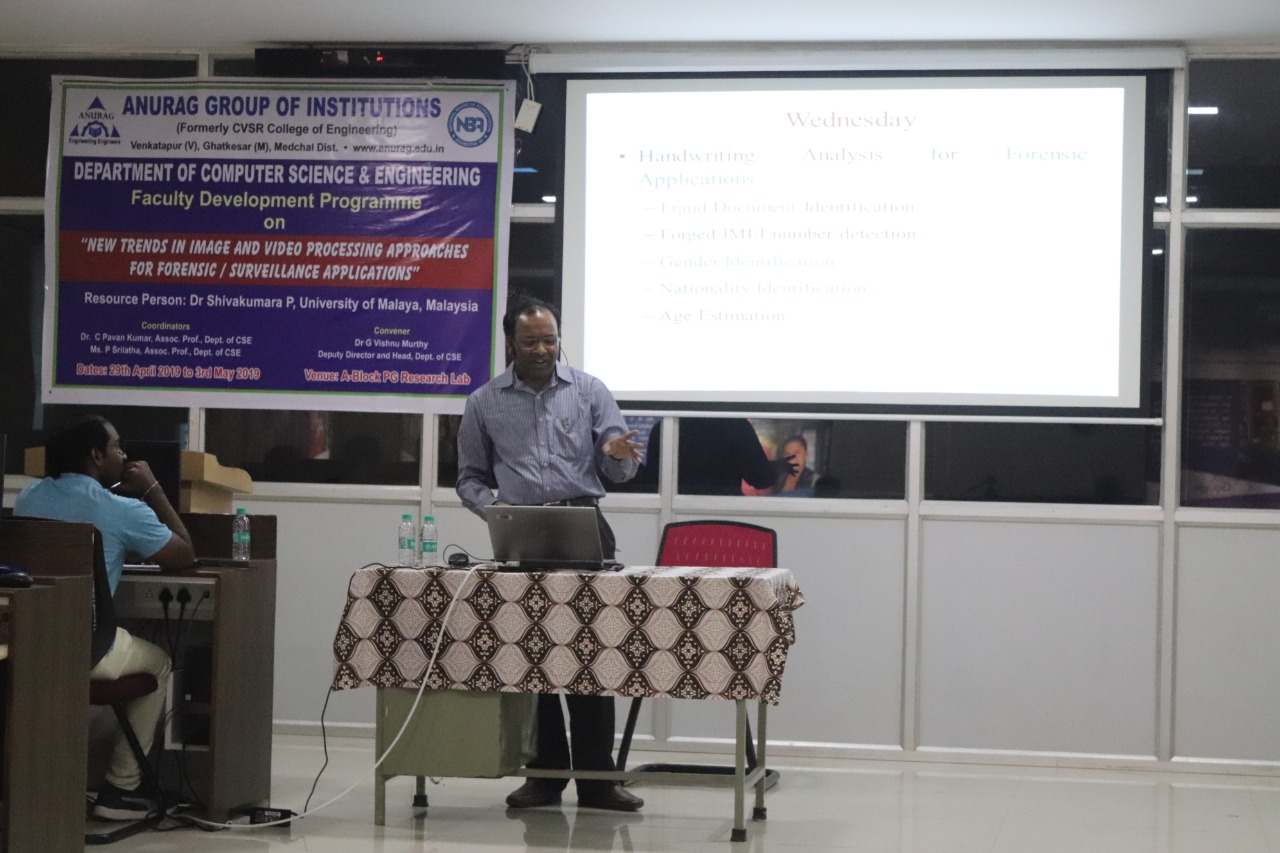 ANURAG GROUP OF INSTITUTIONS
(Formerly CVSR College of Engineering)
Venkatapur (V), Ghatkesar (M), Medchal Dist. • www.anurag.edu.in
ANURAG
Engineering Engineers
NBA
DEPARTMENT OF COMPUTER SCIENCE & ENGINEERING
Faculty Development Programme
on
"NEW TRENDS IN IMAGE AND VIDEO PROCESSING APPROACHES
FOR FORENSIC / SURVEILLANCE APPLICATIONS"
Resource Person: Dr Shivakumara P, University of Malaya, Malaysia
Coordinators
Dr. C Pavan Kumar, Assoc. Prof., Dept. of CSE
Ms. P Srilatha, Assoc. Prof., Dept. of CSE
Convener
Dr G Vishnu Murthy
Deputy Director and Head, Dept. of CSE
Dates: 29th April 2019 to 3rd May 2019
Venue: A-Block PG Research Lab
Wednesday
• Handwriting Analysis for Forensic
Applications
– Fraud Document Identification
– Forged IMEI number detection
– Gender Identification
– Nationality Identification
– Age Estimation